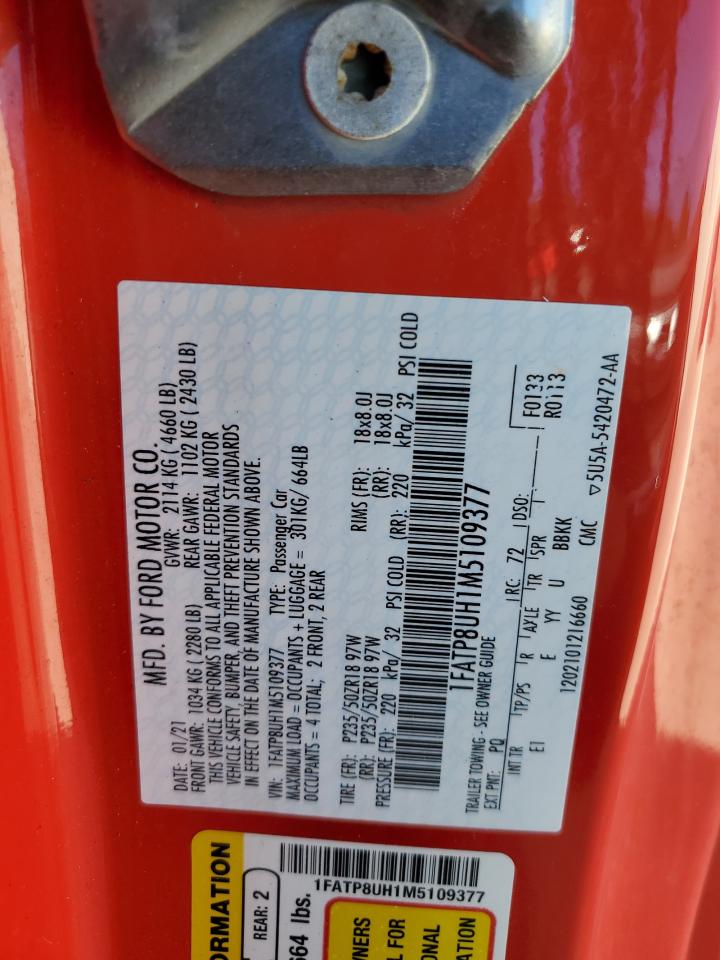 MFD. BY FORD MOTOR CO.
DATE: 01/21 GVWR: 2114 KG ( 4660 LB)
FRONT GAWR: 1034 KG ( 2280 LB) REAR GAWR: 1102 KG ( 2430 LB)
THIS VEHICLE CONFORMS TO ALL APPLICABLE FEDERAL MOTOR
VEHICLE SAFETY, BUMPER, AND THEFT PREVENTION STANDARDS
IN EFFECT ON THE DATE OF MANUFACTURE SHOWN ABOVE.
VIN: 1FATP8UH1M5109377 TYPE: Passenger Car
MAXIMUM LOAD = OCCUPANTS + LUGGAGE = 301KG/ 664LB
OCCUPANTS = 4 TOTAL; 2 FRONT, 2 REAR
TIRE (FR): P235/50ZR18 97W RIMS (FR): 18x8.0J
(RR): P235/50ZR18 97W (RR): 18x8.0J
PRESSURE (FR): 220 kPa/ 32 PSI COLD (RR): 220 kPa/ 32 PSI COLD
1FATP8UH1M5109377
TRAILER TOWING - SEE OWNER GUIDE
EXT PNT: PQ RC: 72 DSO: F0133
R0113
INT TR TP/PS R AXLE TR SPR
EI E YY U BBKK
1202101216660 CMC
5U5A-5420472-AA
ORMATION
REAR: 2
664 lbs.
1FATP8UH1M5109377
WNERS
L FOR
ONAL
ATION